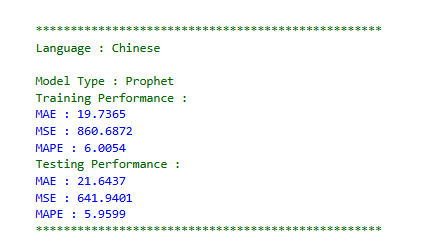 **************************************************
Language : Chinese
Model Type : Prophet
Training Performance :
MAE : 19.7365
MSE : 860.6872
MAPE : 6.0054
Testing Performance :
MAE : 21.6437
MSE : 641.9401
MAPE : 5.9599
**************************************************